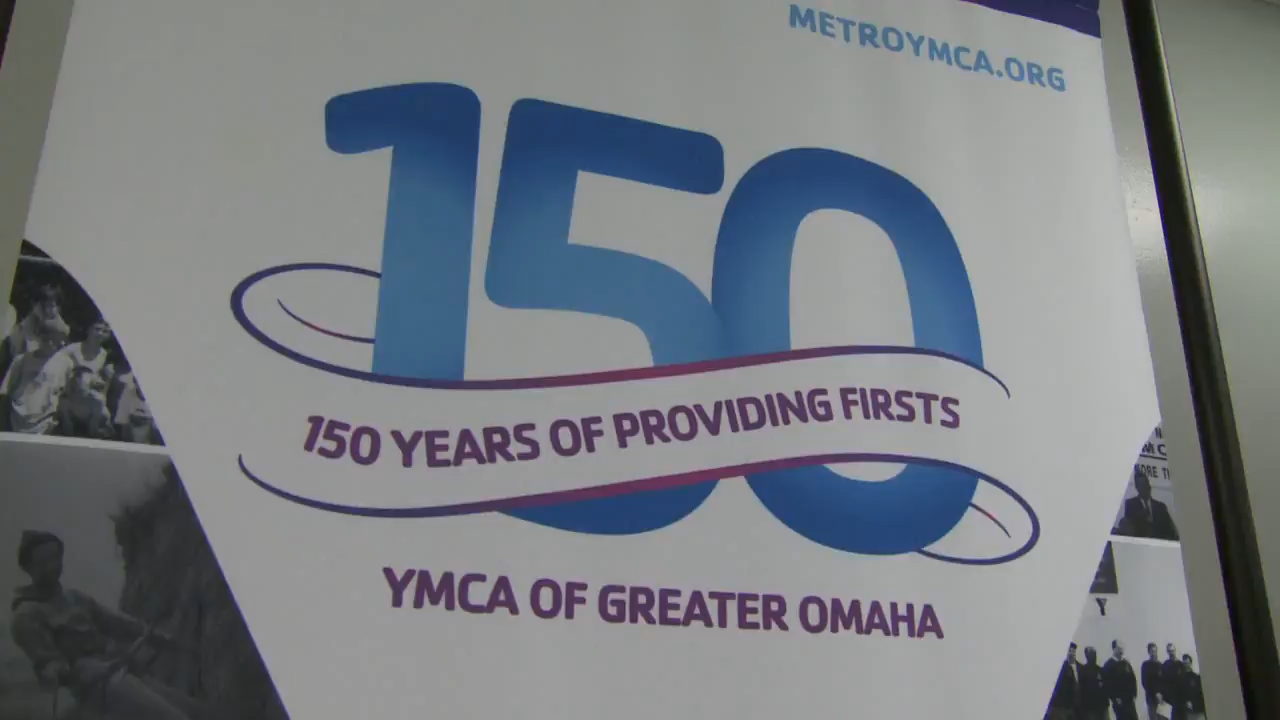 METROYMCA.ORG
150
150 YEARS OF PROVIDING FIRSTS
YMCA OF GREATER OMAHA
Y